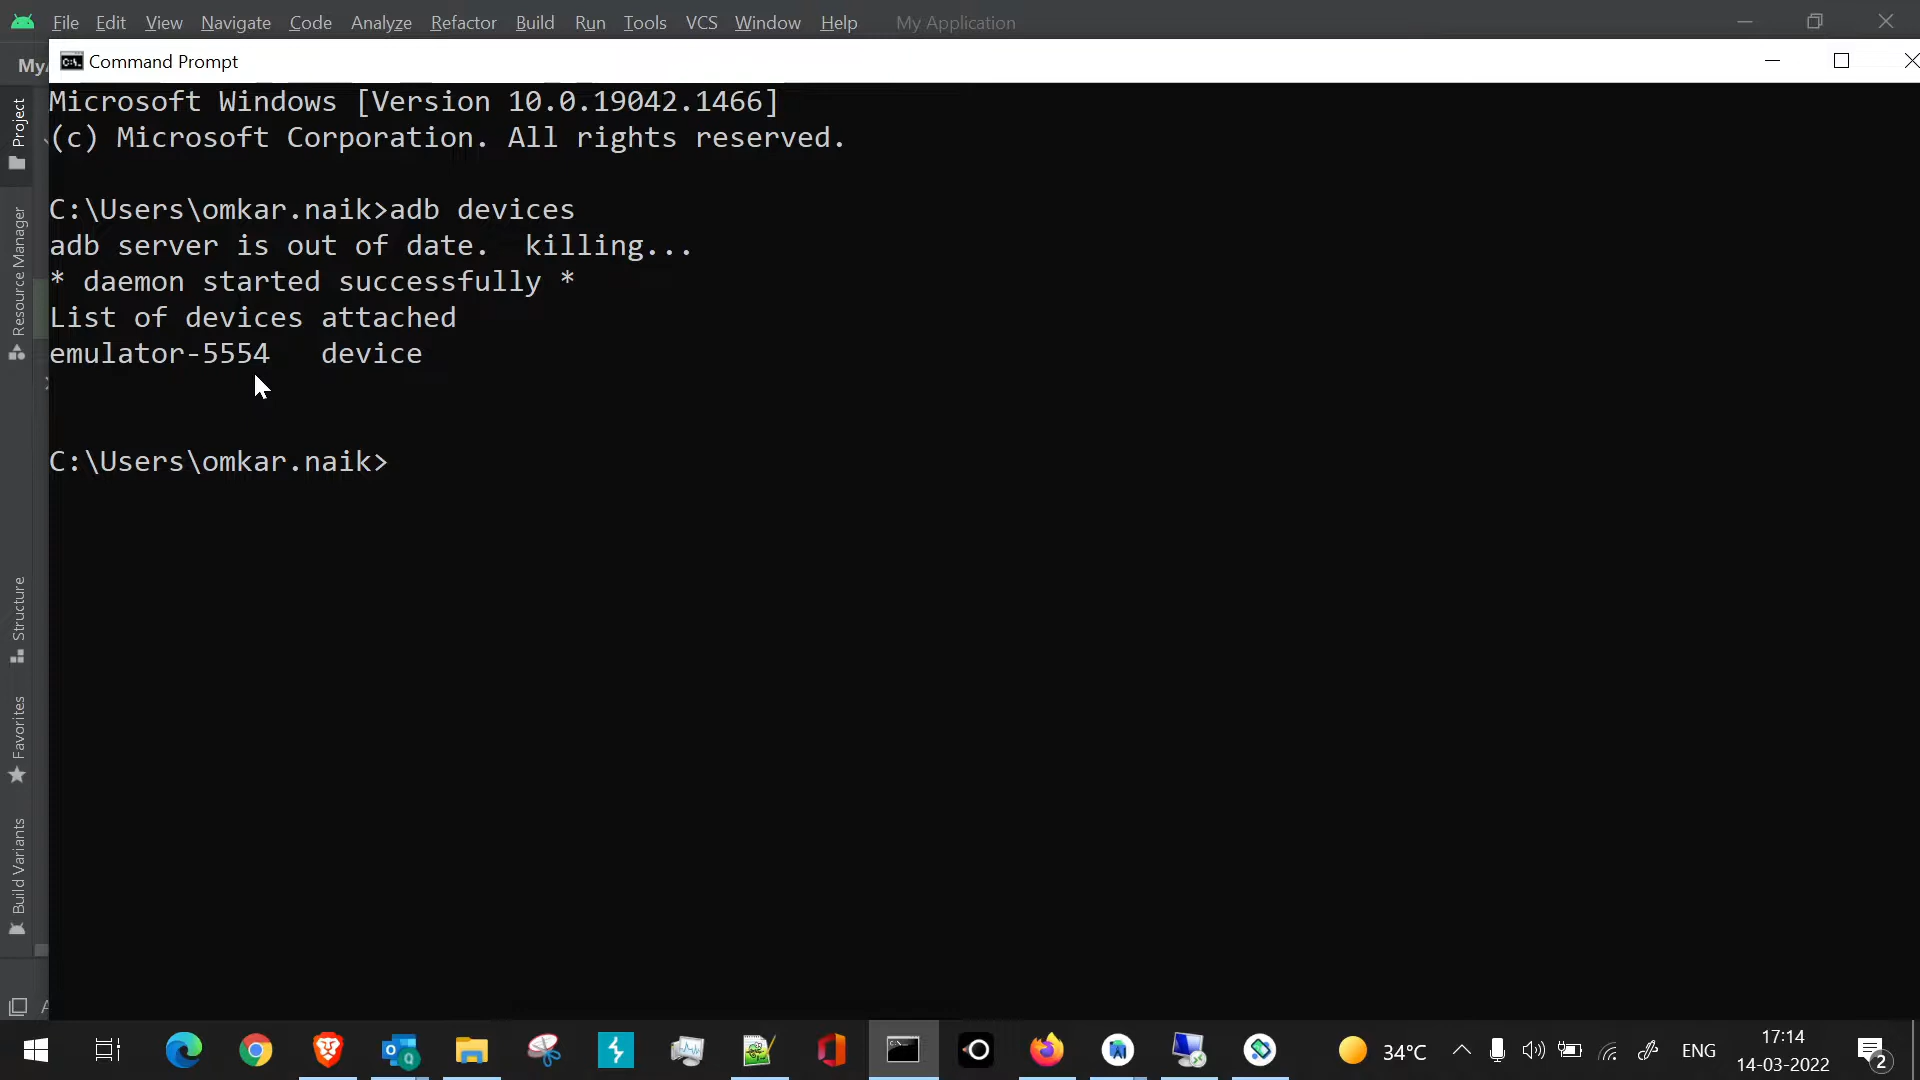 File Edit View Navigate Code Analyze Refactor Build Run Tools VCS Window Help My Application
Command Prompt
Microsoft Windows [Version 10.0.19042.1466]
(c) Microsoft Corporation. All rights reserved.
C:\Users\omkar.naik>adb devices
adb server is out of date.  killing...
* daemon started successfully *
List of devices attached
emulator-5554   device
C:\Users\omkar.naik>
Project
Resource Manager
Structure
Favorites
Build Variants
34°C
ENG
17:14
14-03-2022
2